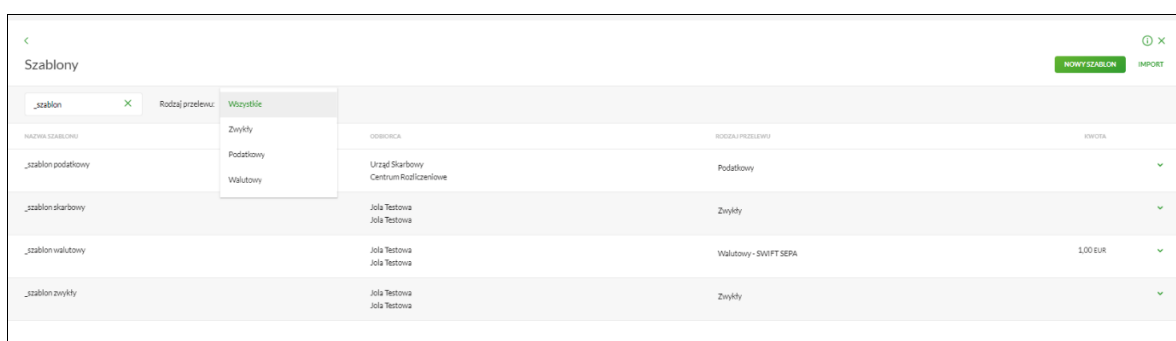 Szablony
NOWY SZABLON IMPORT
_szablon Rodzaj przelewu: Wszystkie
Zwykły
Podatkowy
Walutowy
NAZWA SZABLONU ODBIORCA RODZAJ PRZELEWU KWOTA
_szablon podatkowy Urząd Skarbowy Podatkowy
Centrum Rozliczeniowe
_szablon skarbowy Jola Testowa Zwykły
Jola Testowa
_szablon walutowy Jola Testowa Walutowy - SWIFT SEPA 1,00 EUR
Jola Testowa
_szablon zwykły Jola Testowa Zwykły
Jola Testowa